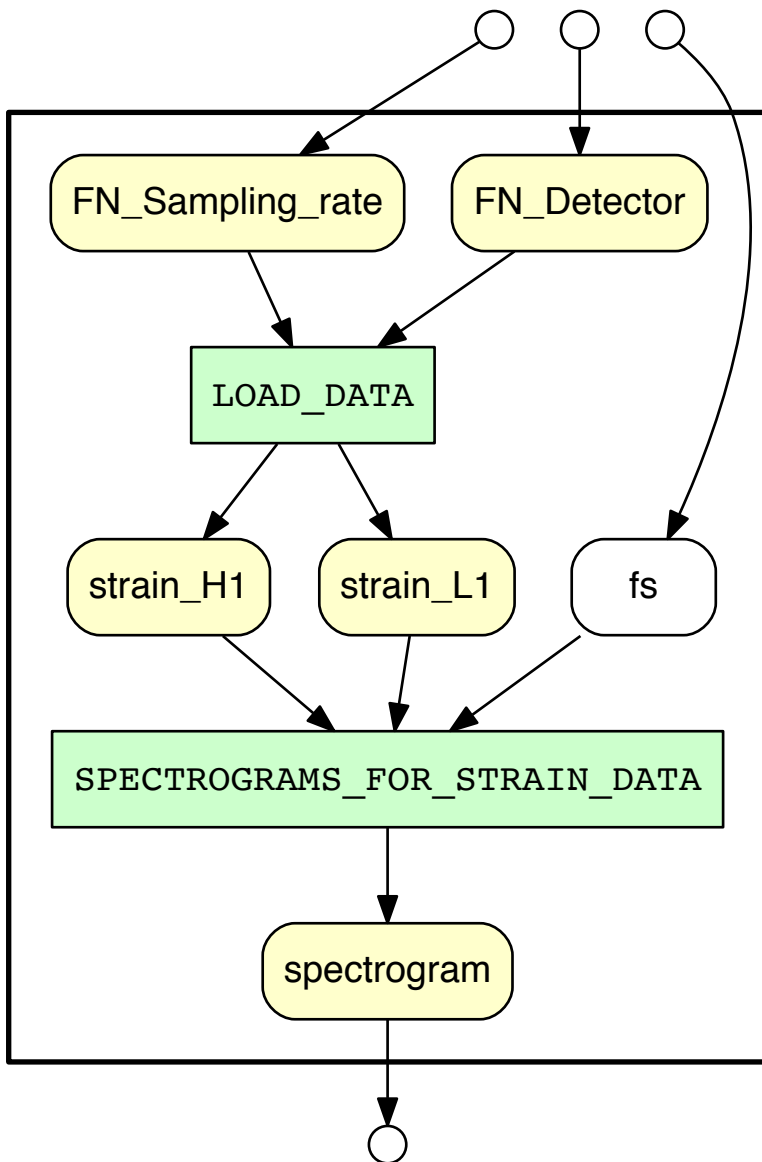 FN_Sampling_rate
FN_Detector
LOAD_DATA
strain_H1
strain_L1
fs
SPECTROGRAMS_FOR_STRAIN_DATA
spectrogram